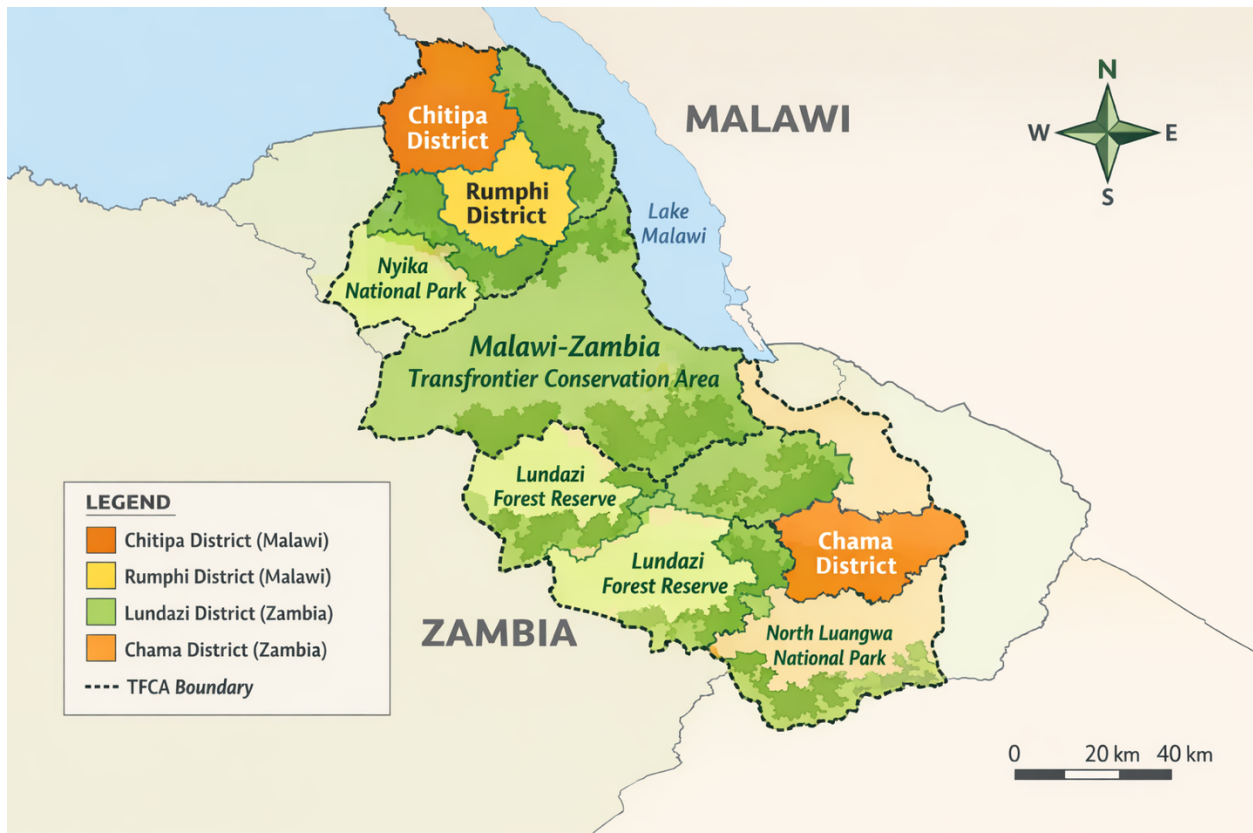 Chitipa
District
MALAWI
N
W
E
S
Rumphi
District
Lake
Malawi
Nyika
National Park
Malawi-Zambia
Transfrontier Conservation Area
Lundazi
Forest Reserve
LEGEND
Chitipa District (Malawi)
Rumphi District (Malawi)
Lundazi District (Zambia)
Chama District (Zambia)
TFCA Boundary
Chama
District
Lundazi
Forest Reserve
ZAMBIA
North Luangwa
National Park
0 20 km 40 km